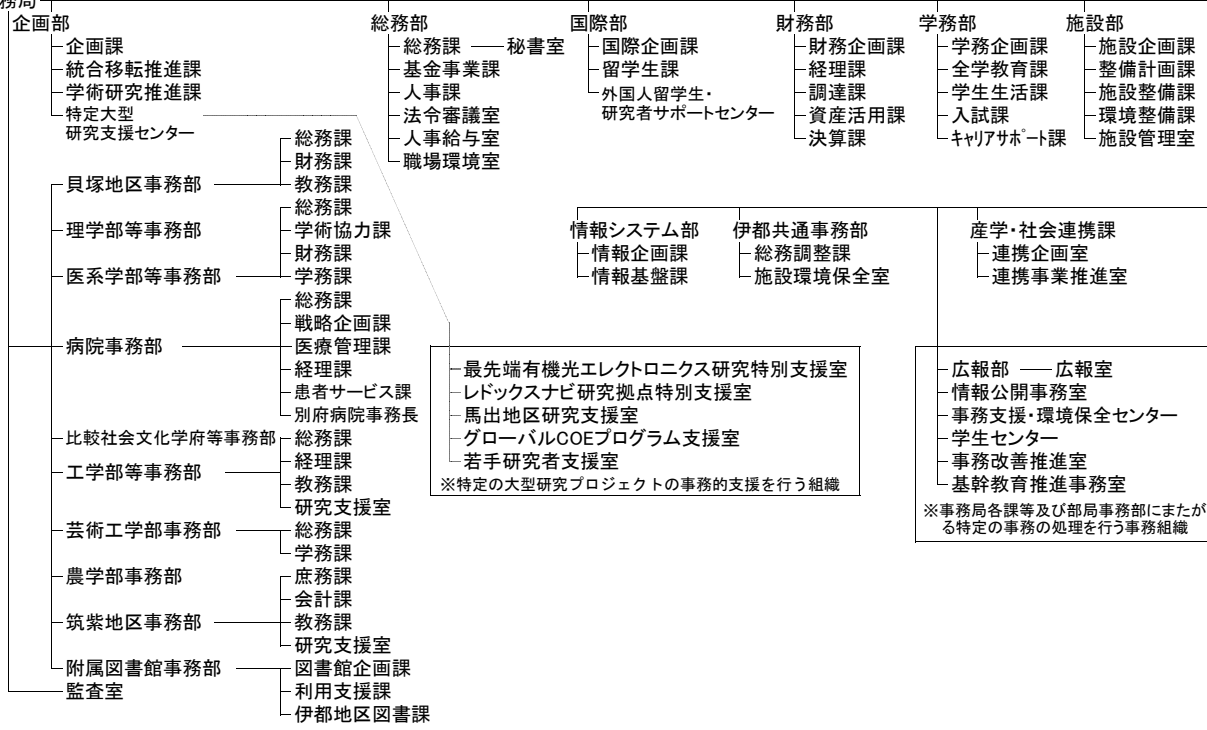 務局
企画部
企画課
統合移転推進課
学術研究推進課
特定大型
研究支援センター
総務部
総務課
秘書室
基金事業課
人事課
法令審議室
人事給与室
職場環境室
国際部
国際企画課
留学生課
外国人留学生・
研究者サポートセンター
財務部
財務企画課
経理課
調達課
資産活用課
決算課
学務部
学務企画課
全学教育課
学生生活課
入試課
キャリアサポート課
施設部
施設企画課
整備計画課
施設整備課
環境整備課
施設管理室
貝塚地区事務部
総務課
財務課
教務課
理学部等事務部
医系学部等事務部
総務課
学術協力課
財務課
学務課
病院事務部
総務課
戦略企画課
医療管理課
経理課
患者サービス課
別府病院事務長
比較社会文化学府等事務部
工学部等事務部
総務課
経理課
教務課
研究支援室
芸術工学部事務部
総務課
学務課
農学部事務部
筑紫地区事務部
庶務課
会計課
教務課
研究支援室
附属図書館事務部
図書館企画課
利用支援課
伊都地区図書課
監査室
情報システム部
情報企画課
情報基盤課
伊都共通事務部
総務調整課
施設環境保全室
産学・社会連携課
連携企画室
連携事業推進室
最先端有機光エレクトロニクス研究特別支援室
レドックスナビ研究拠点特別支援室
馬出地区研究支援室
グローバルCOEプログラム支援室
若手研究者支援室
※特定の大型研究プロジェクトの事務的支援を行う組織
広報部
広報室
情報公開事務室
事務支援・環境保全センター
学生センター
事務改善推進室
基幹教育推進事務室
※事務局各課等及び部局事務部にまたが
る特定の事務の処理を行う事務組織